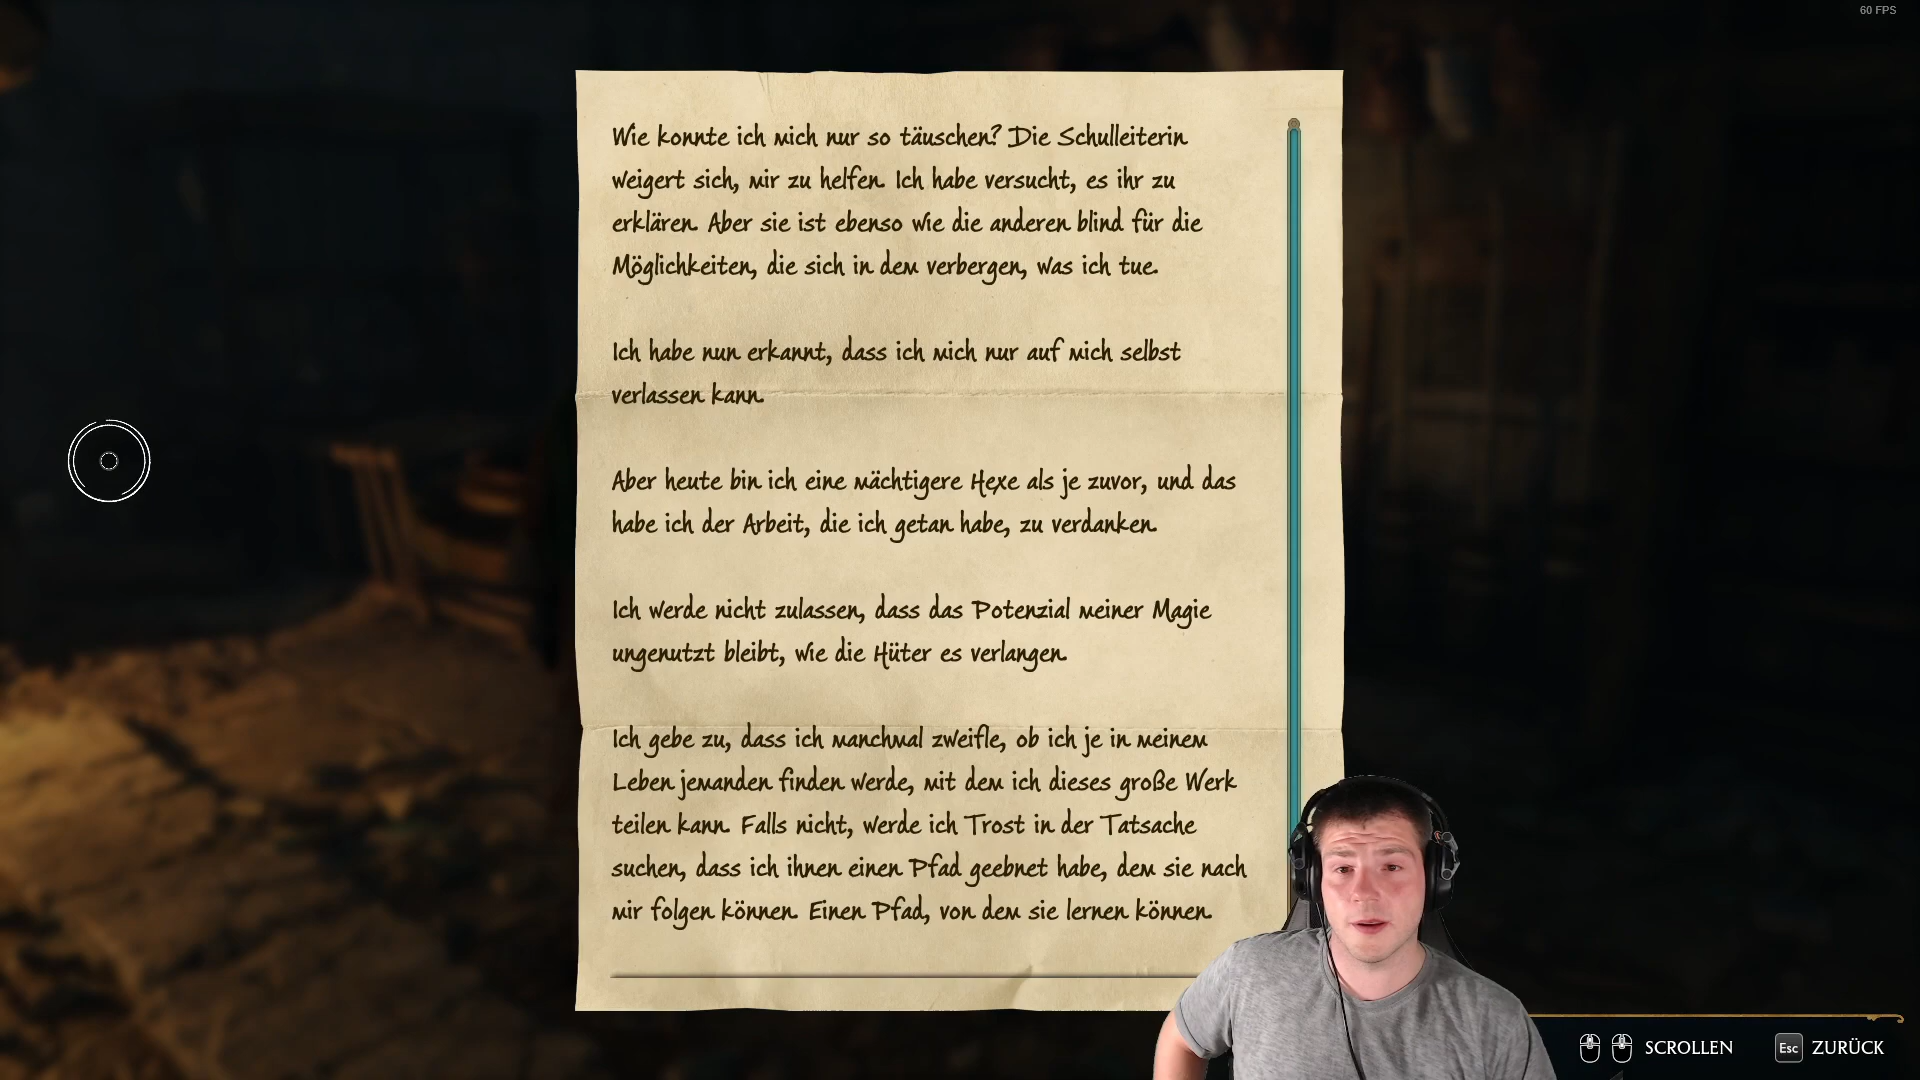 60 FPS
Wie konnte ich mich nur so täuschen? Die Schulleiterin
weigert sich, mir zu helfen. Ich habe versucht, es ihr zu
erklären. Aber sie ist ebenso wie die anderen blind für die
Möglichkeiten, die sich in dem verbergen, was ich tue.
Ich habe nun erkannt, dass ich mich nur auf mich selbst
verlassen kann.
Aber heute bin ich eine mächtigere Hexe als je zuvor, und das
habe ich der Arbeit, die ich getan habe, zu verdanken.
Ich werde nicht zulassen, dass das Potenzial meiner Magie
ungenutzt bleibt, wie die Hüter es verlangen.
Ich gebe zu, dass ich manchmal zweifle, ob ich je in meinem
Leben jemanden finden werde, mit dem ich dieses große Werk
teilen kann. Falls nicht, werde ich Trost in der Tatsache
suchen, dass ich ihnen einen Pfad geebnet habe, dem sie nach
mir folgen können. Einen Pfad, von dem sie lernen können.
SCROLLEN
Esc ZURÜCK